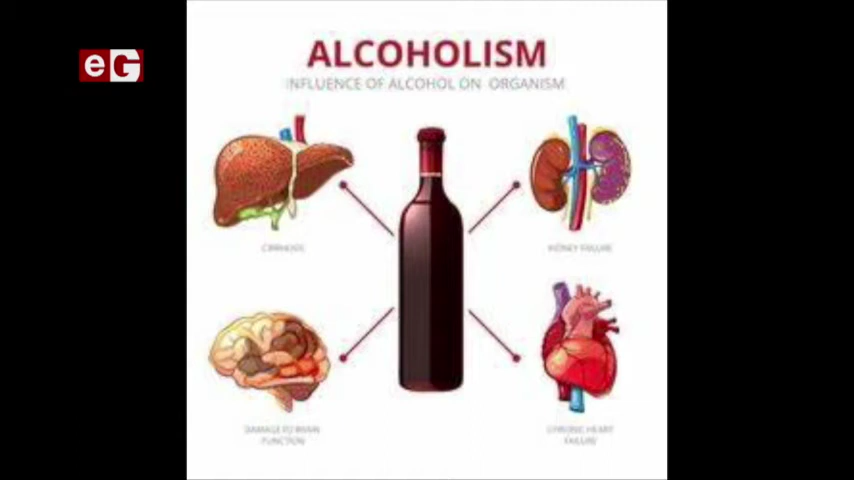 eG
ALCOHOLISM
INFLUENCE OF ALCOHOL ON ORGANISM
CIRRHOSIS
KIDNEY FAILURE
DAMAGE TO BRAIN
FUNCTION
CHRONIC HEART
FAILURE